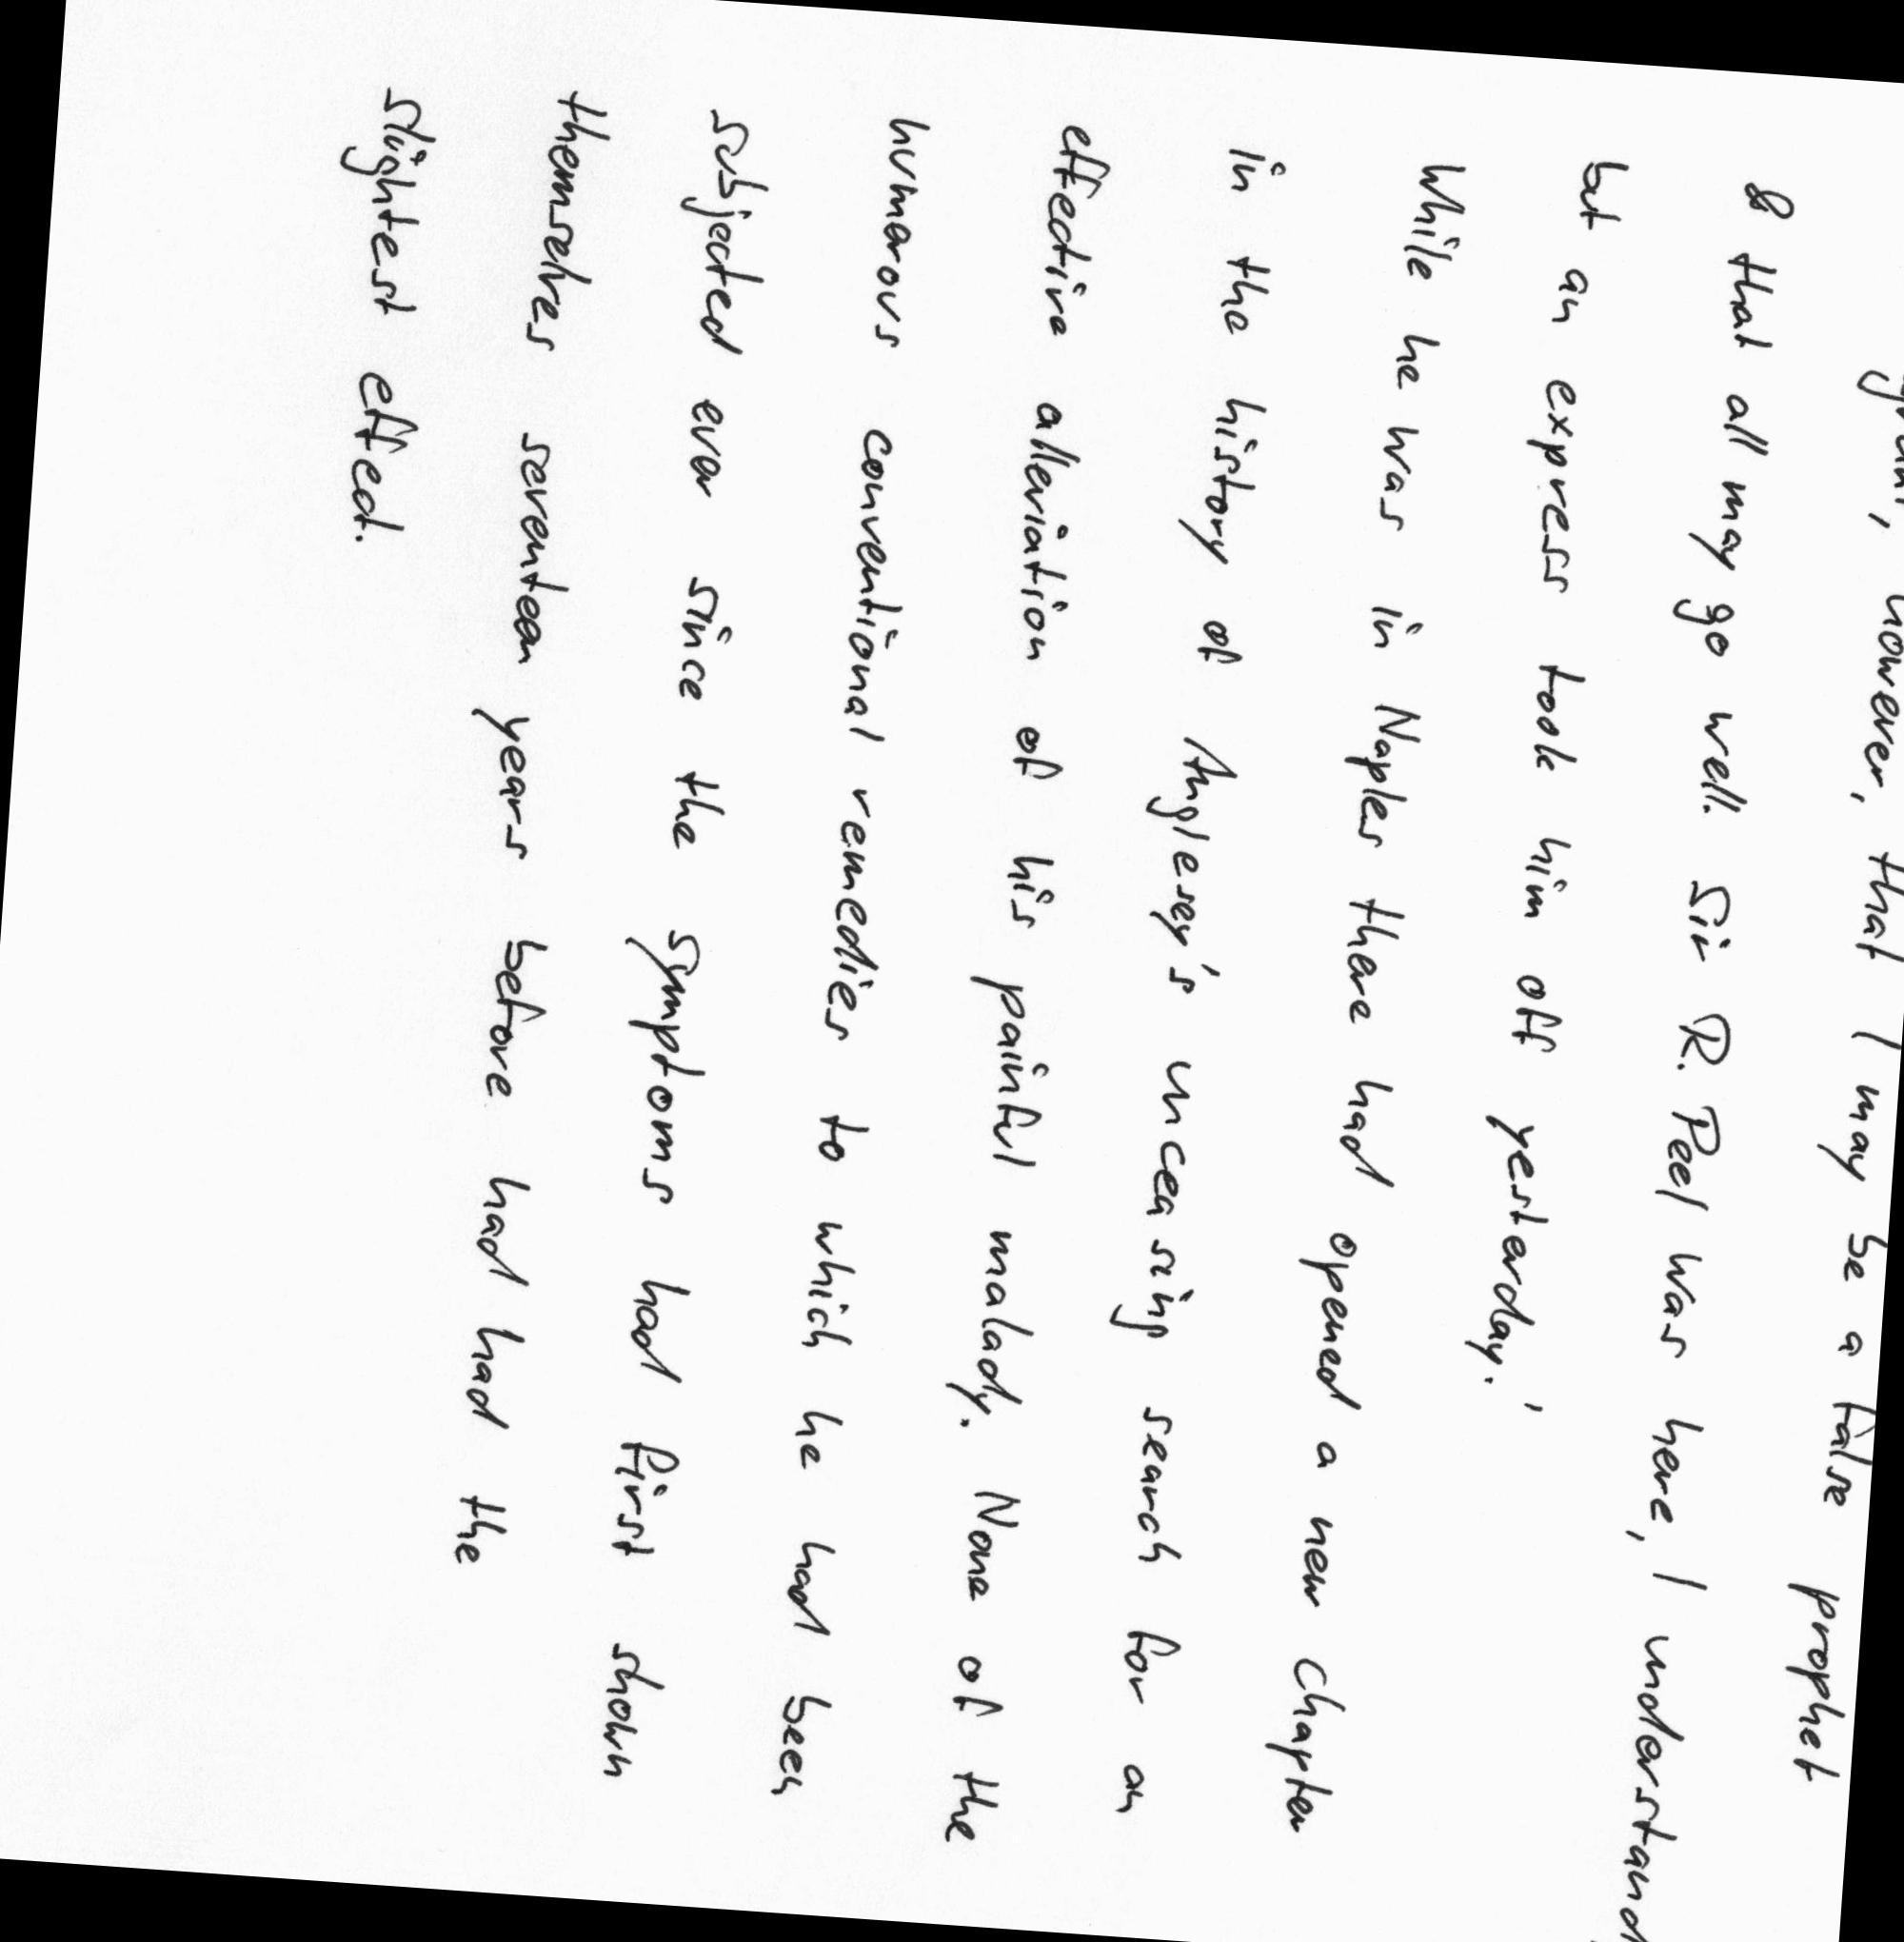 , however, that I may be a false prophet
& that all may go well. Sir R. Peel was here, I understand
but an express took him off yesterday.'
While he was in Naples there had opened a new chapter
in the history of Anglesey's unceasing search for an
effective alleviation of his painful malady. None of the
numerous conventional remedies to which he had been
subjected ever since the symptoms had first shown
themselves seventeen years before had had the
slightest effect.